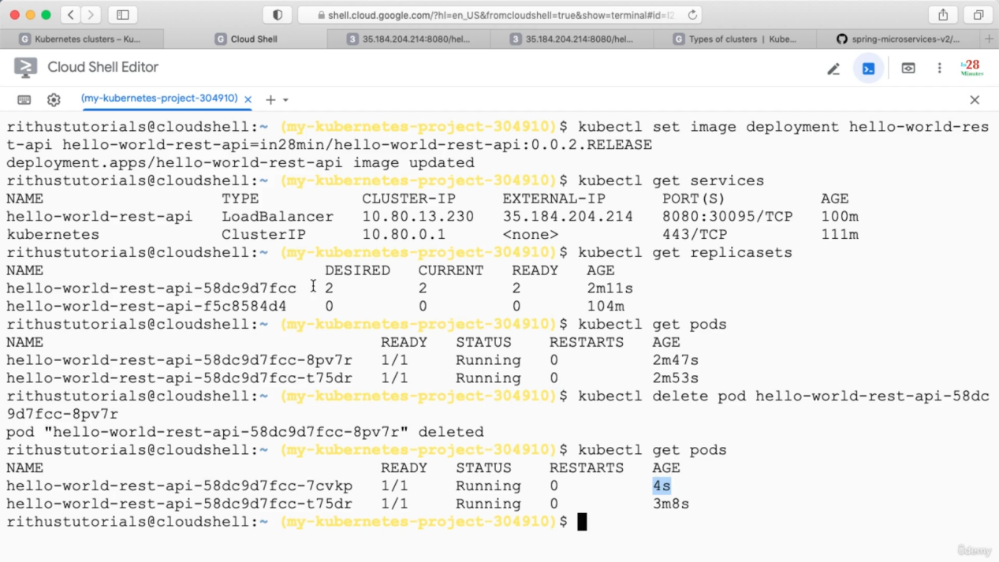 shell.cloud.google.com/?hl=en_US&fromcloudshell=true&show=terminal#id=I2
Kubernetes clusters – Ku...
Cloud Shell
35.184.204.214:8080/hel...
35.184.204.214:8080/hel...
Types of clusters | Kube...
spring-microservices-v2/...
Cloud Shell Editor
in28
Minutes
(my-kubernetes-project-304910)
rithustutorials@cloudshell:~ (my-kubernetes-project-304910)$ kubectl set image deployment hello-world-res
t-api hello-world-rest-api=in28min/hello-world-rest-api:0.0.2.RELEASE
deployment.apps/hello-world-rest-api image updated
rithustutorials@cloudshell:~ (my-kubernetes-project-304910)$ kubectl get services
NAME TYPE CLUSTER-IP EXTERNAL-IP PORT(S) AGE
hello-world-rest-api LoadBalancer 10.80.13.230 35.184.204.214 8080:30095/TCP 100m
kubernetes ClusterIP 10.80.0.1 <none> 443/TCP 111m
rithustutorials@cloudshell:~ (my-kubernetes-project-304910)$ kubectl get replicasets
NAME DESIRED CURRENT READY AGE
hello-world-rest-api-58dc9d7fcc 2 2 2 2m11s
hello-world-rest-api-f5c8584d4 0 0 0 104m
rithustutorials@cloudshell:~ (my-kubernetes-project-304910)$ kubectl get pods
NAME READY STATUS RESTARTS AGE
hello-world-rest-api-58dc9d7fcc-8pv7r 1/1 Running 0 2m47s
hello-world-rest-api-58dc9d7fcc-t75dr 1/1 Running 0 2m53s
rithustutorials@cloudshell:~ (my-kubernetes-project-304910)$ kubectl delete pod hello-world-rest-api-58dc
9d7fcc-8pv7r
pod "hello-world-rest-api-58dc9d7fcc-8pv7r" deleted
rithustutorials@cloudshell:~ (my-kubernetes-project-304910)$ kubectl get pods
NAME READY STATUS RESTARTS AGE
hello-world-rest-api-58dc9d7fcc-7cvkp 1/1 Running 0 4s
hello-world-rest-api-58dc9d7fcc-t75dr 1/1 Running 0 3m8s
rithustutorials@cloudshell:~ (my-kubernetes-project-304910)$
ûdemy